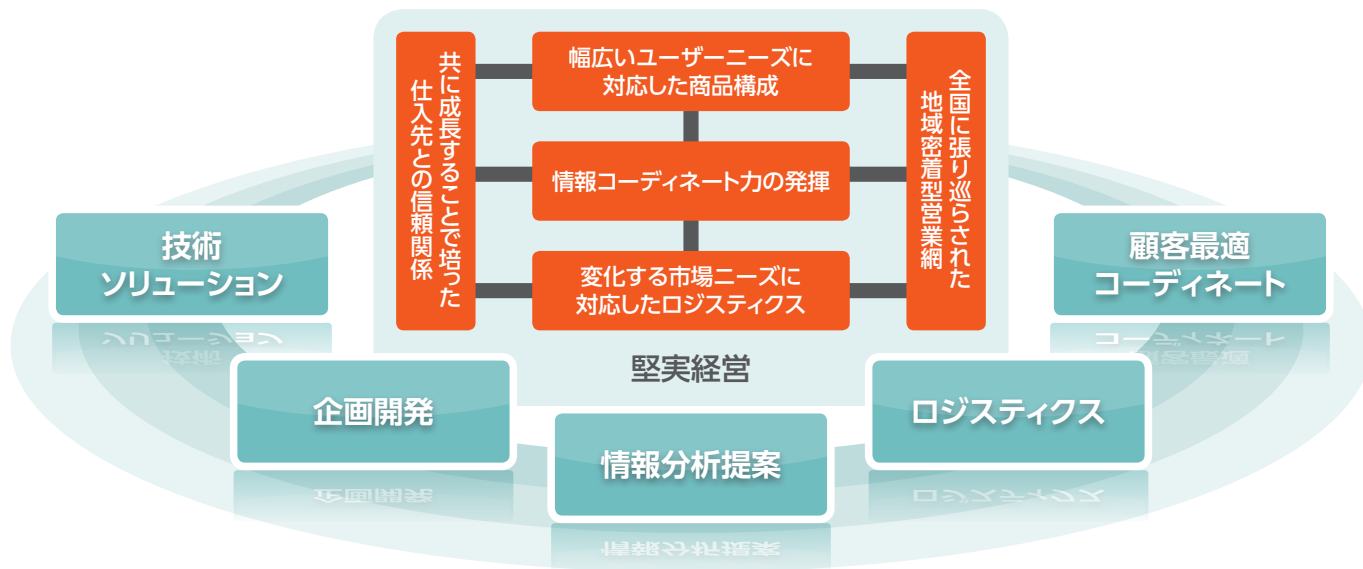 共に成長することで培った
仕入先との信頼関係
幅広いユーザーニーズに
対応した商品構成
情報コーディネート力の発揮
変化する市場ニーズに
対応したロジスティクス
全国に張り巡らされた
地域密着型営業網
堅実経営
技術
ソリューション
企画開発
情報分析提案
ロジスティクス
顧客最適
コーディネート